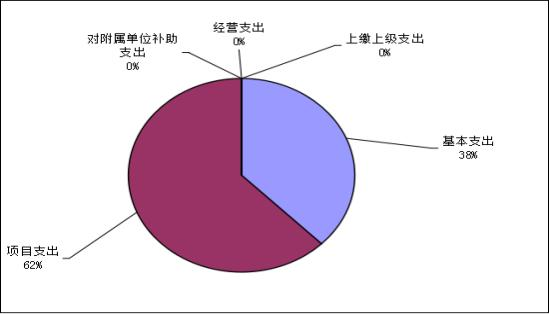 经营支出
0%
对附属单位补助
支出
0%
上缴上级支出
0%
基本支出
38%
项目支出
62%